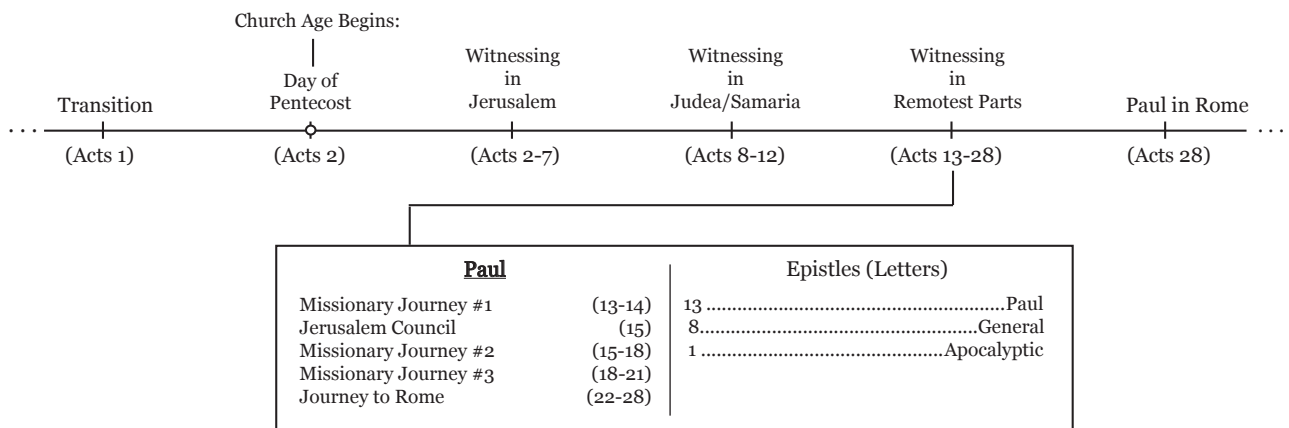 Church Age Begins:
Day of
Pentecost
Witnessing
in
Jerusalem
Witnessing
in
Judea/Samaria
Witnessing
in
Remotest Parts
Transition
Paul in Rome
(Acts 1)
(Acts 2)
(Acts 2-7)
(Acts 8-12)
(Acts 13-28)
(Acts 28)
Paul
Missionary Journey #1 (13-14)
Jerusalem Council (15)
Missionary Journey #2 (15-18)
Missionary Journey #3 (18-21)
Journey to Rome (22-28)
Epistles (Letters)
13 ........................................................Paul
8....................................................General
1 .............................................Apocalyptic